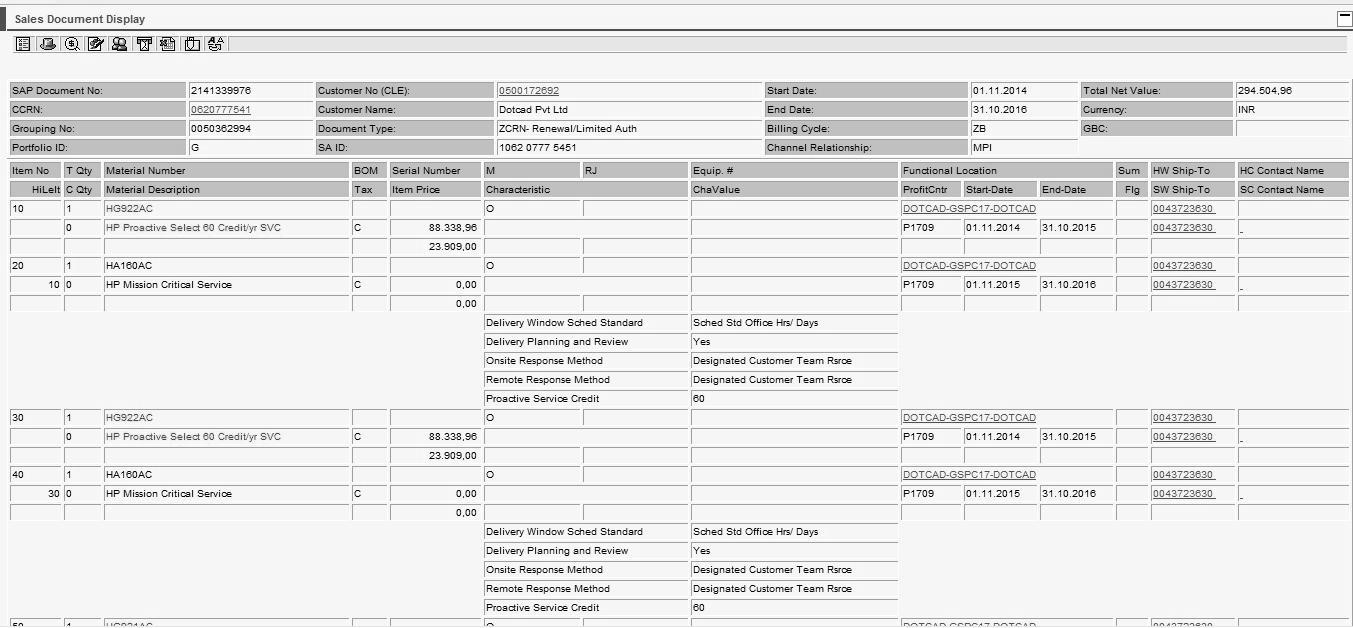 Sales Document Display
SAP Document No: 2141339976 Customer No (CLE): 0500172692 Start Date: 01.11.2014 Total Net Value: 294.504,96
CCRN: 0620777541 Customer Name: Dotcad Pvt Ltd End Date: 31.10.2016 Currency: INR
Grouping No: 0050362994 Document Type: ZCRN- Renewal/Limited Auth Billing Cycle: ZB GBC:
Portfolio ID: G SA ID: 1062 0777 5451 Channel Relationship: MPI
Item No T Qty Material Number BOM Serial Number M RJ Equip. # Functional Location Sum HW Ship-To HC Contact Name
HiLeIt C Qty Material Description Tax Item Price Characteristic ChaValue ProfitCntr Start-Date End-Date Flg SW Ship-To SC Contact Name
10 1 HG922AC O DOTCAD-GSPC17-DOTCAD 0043723630
0 HP Proactive Select 60 Credit/yr SVC C 88.338,96 P1709 01.11.2014 31.10.2015 0043723630
23.909,00
20 1 HA160AC O DOTCAD-GSPC17-DOTCAD 0043723630
10 0 HP Mission Critical Service C 0,00 P1709 01.11.2015 31.10.2016 0043723630
0,00
Delivery Window Sched Standard Sched Std Office Hrs/ Days
Delivery Planning and Review Yes
Onsite Response Method Designated Customer Team Rsrce
Remote Response Method Designated Customer Team Rsrce
Proactive Service Credit 60
30 1 HG922AC O DOTCAD-GSPC17-DOTCAD 0043723630
0 HP Proactive Select 60 Credit/yr SVC C 88.338,96 P1709 01.11.2014 31.10.2015 0043723630
23.909,00
40 1 HA160AC O DOTCAD-GSPC17-DOTCAD 0043723630
30 0 HP Mission Critical Service C 0,00 P1709 01.11.2015 31.10.2016 0043723630
0,00
Delivery Window Sched Standard Sched Std Office Hrs/ Days
Delivery Planning and Review Yes
Onsite Response Method Designated Customer Team Rsrce
Remote Response Method Designated Customer Team Rsrce
Proactive Service Credit 60